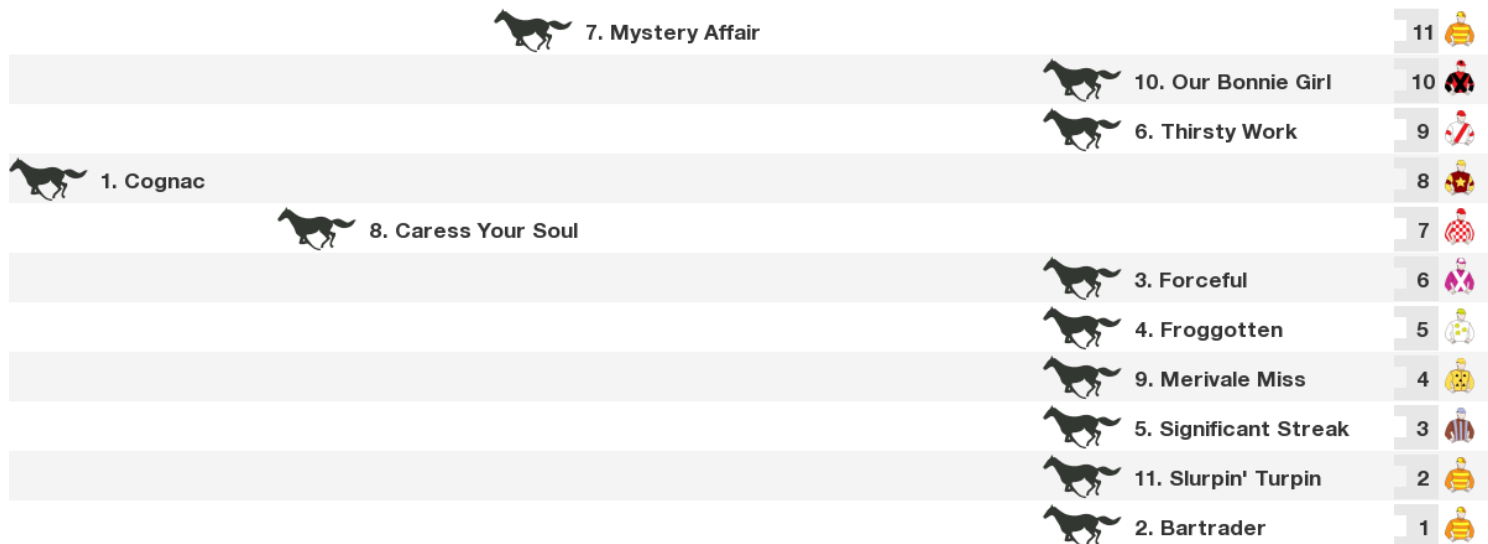 7. Mystery Affair 11
10. Our Bonnie Girl 10
6. Thirsty Work 9
1. Cognac 8
8. Caress Your Soul 7
3. Forceful 6
4. Froggotten 5
9. Merivale Miss 4
5. Significant Streak 3
11. Slurpin' Turpin 2
2. Bartrader 1